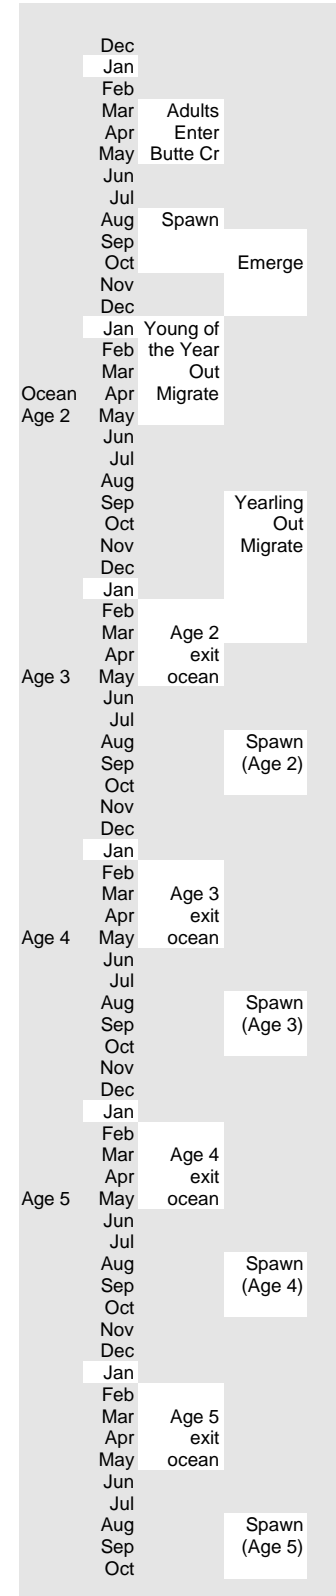 Dec
Jan
Feb
Mar Adults
Apr Enter
May Butte Cr
Jun
Jul
Aug Spawn
Sep
Oct Emerge
Nov
Dec
Jan Young of
Feb the Year
Mar Out
Ocean Apr Migrate
Age 2 May
Jun
Jul
Aug
Sep Yearling
Oct Out
Nov Migrate
Dec
Jan
Feb
Mar Age 2
Apr exit
Age 3 May ocean
Jun
Jul
Aug Spawn
Sep (Age 2)
Oct
Nov
Dec
Jan
Feb
Mar Age 3
Apr exit
Age 4 May ocean
Jun
Jul
Aug Spawn
Sep (Age 3)
Oct
Nov
Dec
Jan
Feb
Mar Age 4
Apr exit
Age 5 May ocean
Jun
Jul
Aug Spawn
Sep (Age 4)
Oct
Nov
Dec
Jan
Feb
Mar Age 5
Apr exit
May ocean
Jun
Jul
Aug Spawn
Sep (Age 5)
Oct